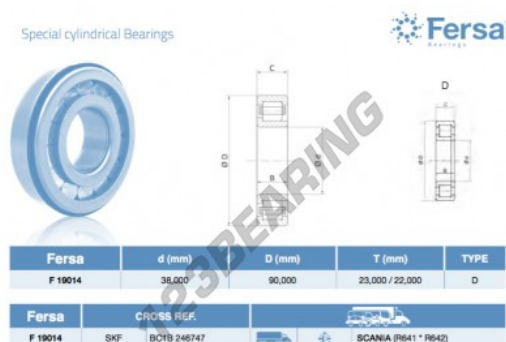 Special cylindrical Bearings
Fersa
Bearings
C
D
C
Ø D
Ø d
B
Ø D
Ø d
B
Fersa d (mm) D (mm) T (mm) TYPE
F 19014 38,000 90,000 23,000 / 22,000 D
Fersa CROSS REF.
F 19014 SKF BC1B 246747 SCANIA (R641 * R642)
123BEARING